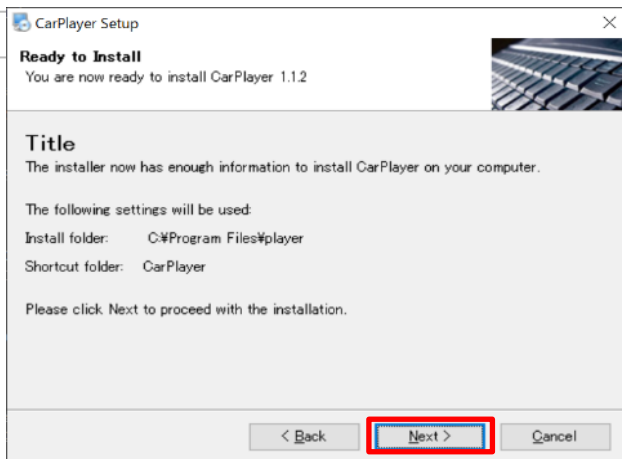 CarPlayer Setup
Ready to Install
You are now ready to install CarPlayer 1.1.2
Title
The installer now has enough information to install CarPlayer on your computer.
The following settings will be used:
Install folder: C:¥Program Files¥player
Shortcut folder: CarPlayer
Please click Next to proceed with the installation.
< Back Next > Cancel